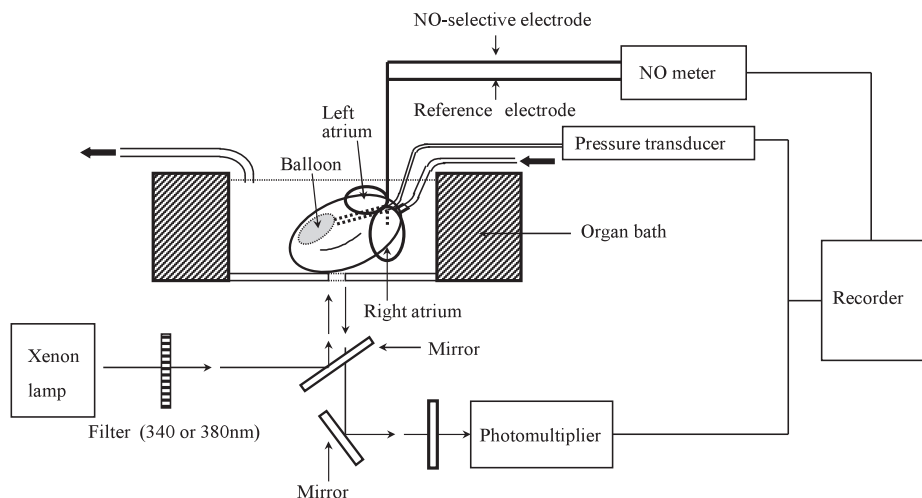 NO-selective electrode
NO meter
Reference electrode
Left
atrium
Balloon
Pressure transducer
Organ bath
Right atrium
Recorder
Xenon
lamp
Mirror
Filter (340 or 380nm)
Photomultiplier
Mirror